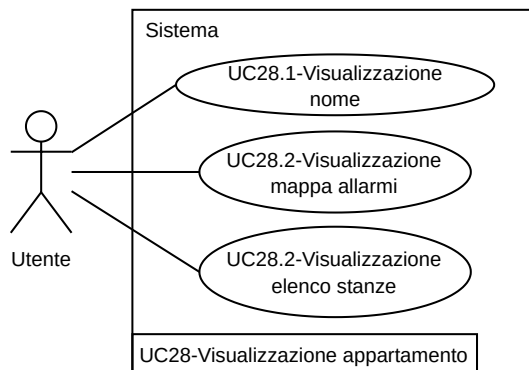 Sistema
UC28.1-Visualizzazione
nome
UC28.2-Visualizzazione
mappa allarmi
UC28.2-Visualizzazione
elenco stanze
Utente
UC28-Visualizzazione appartamento